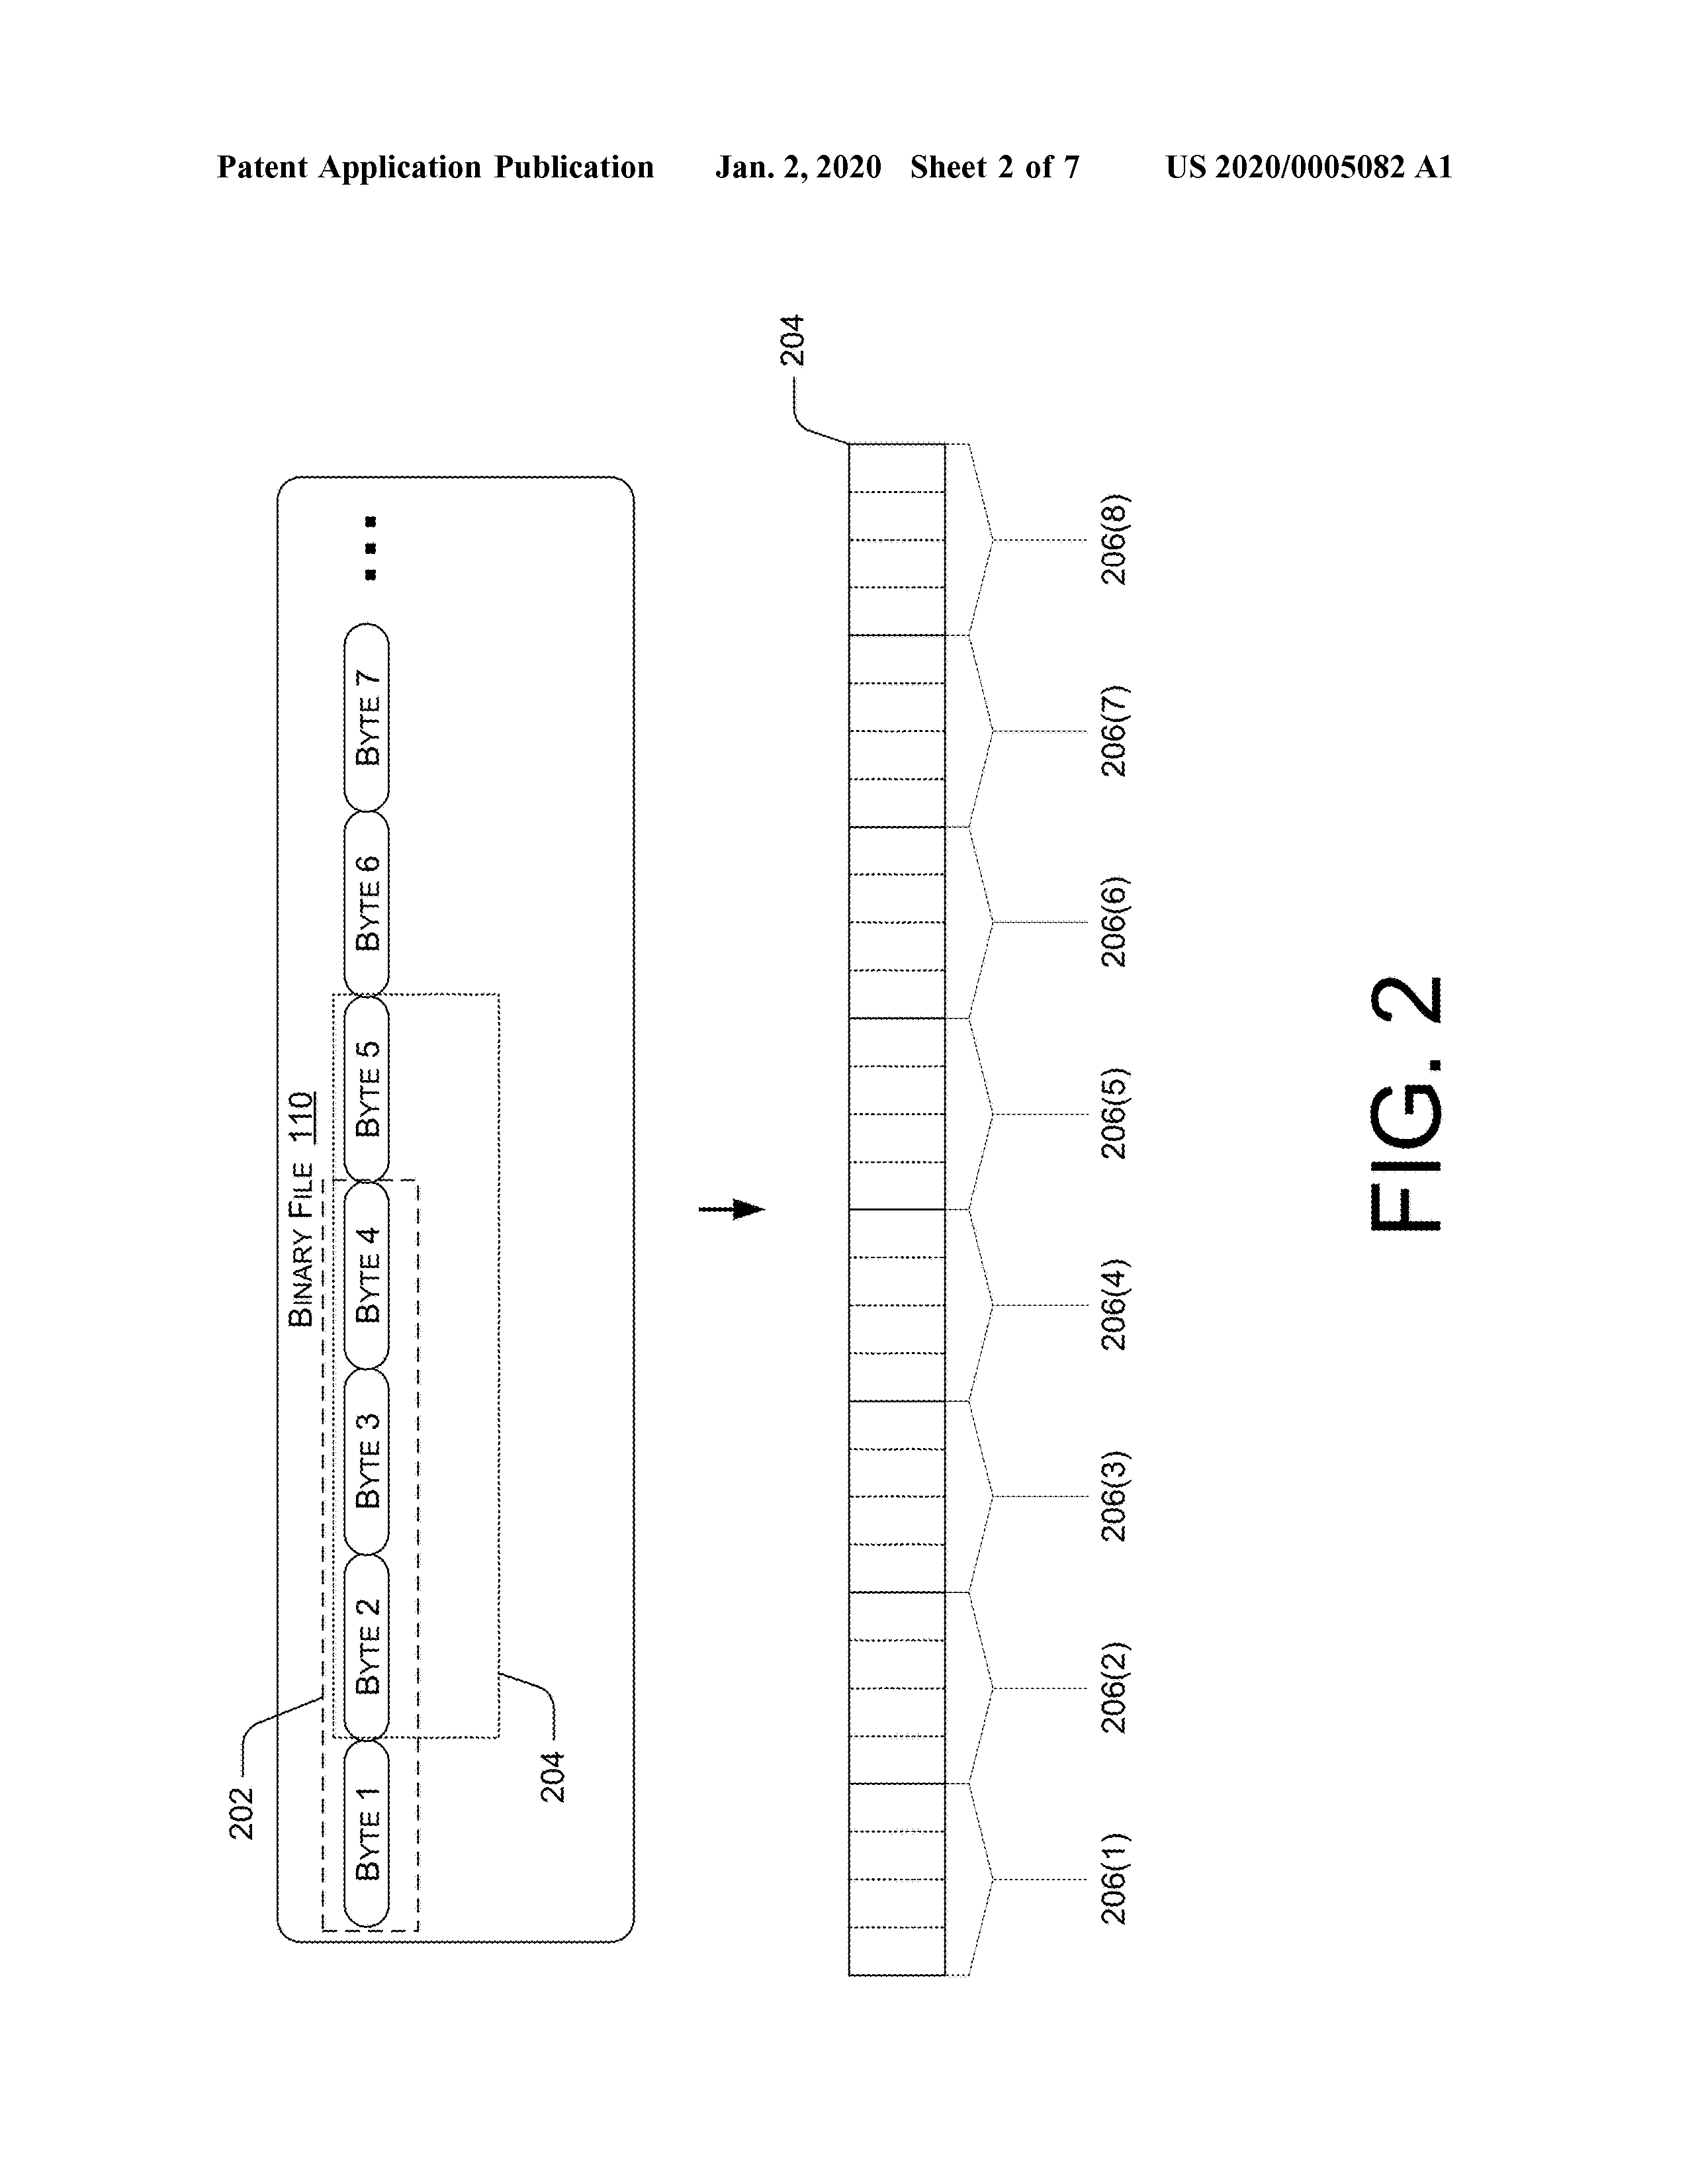 Patent Application Publication Jan. 2, 2020 Sheet 2 of 7 US 2020/0005082 A1
202
BINARY FILE 110
BYTE 1 BYTE 2 BYTE 3 BYTE 4 BYTE 5 BYTE 6 BYTE 7 ...
204
204
206(1) 206(2) 206(3) 206(4) 206(5) 206(6) 206(7) 206(8)
FIG. 2